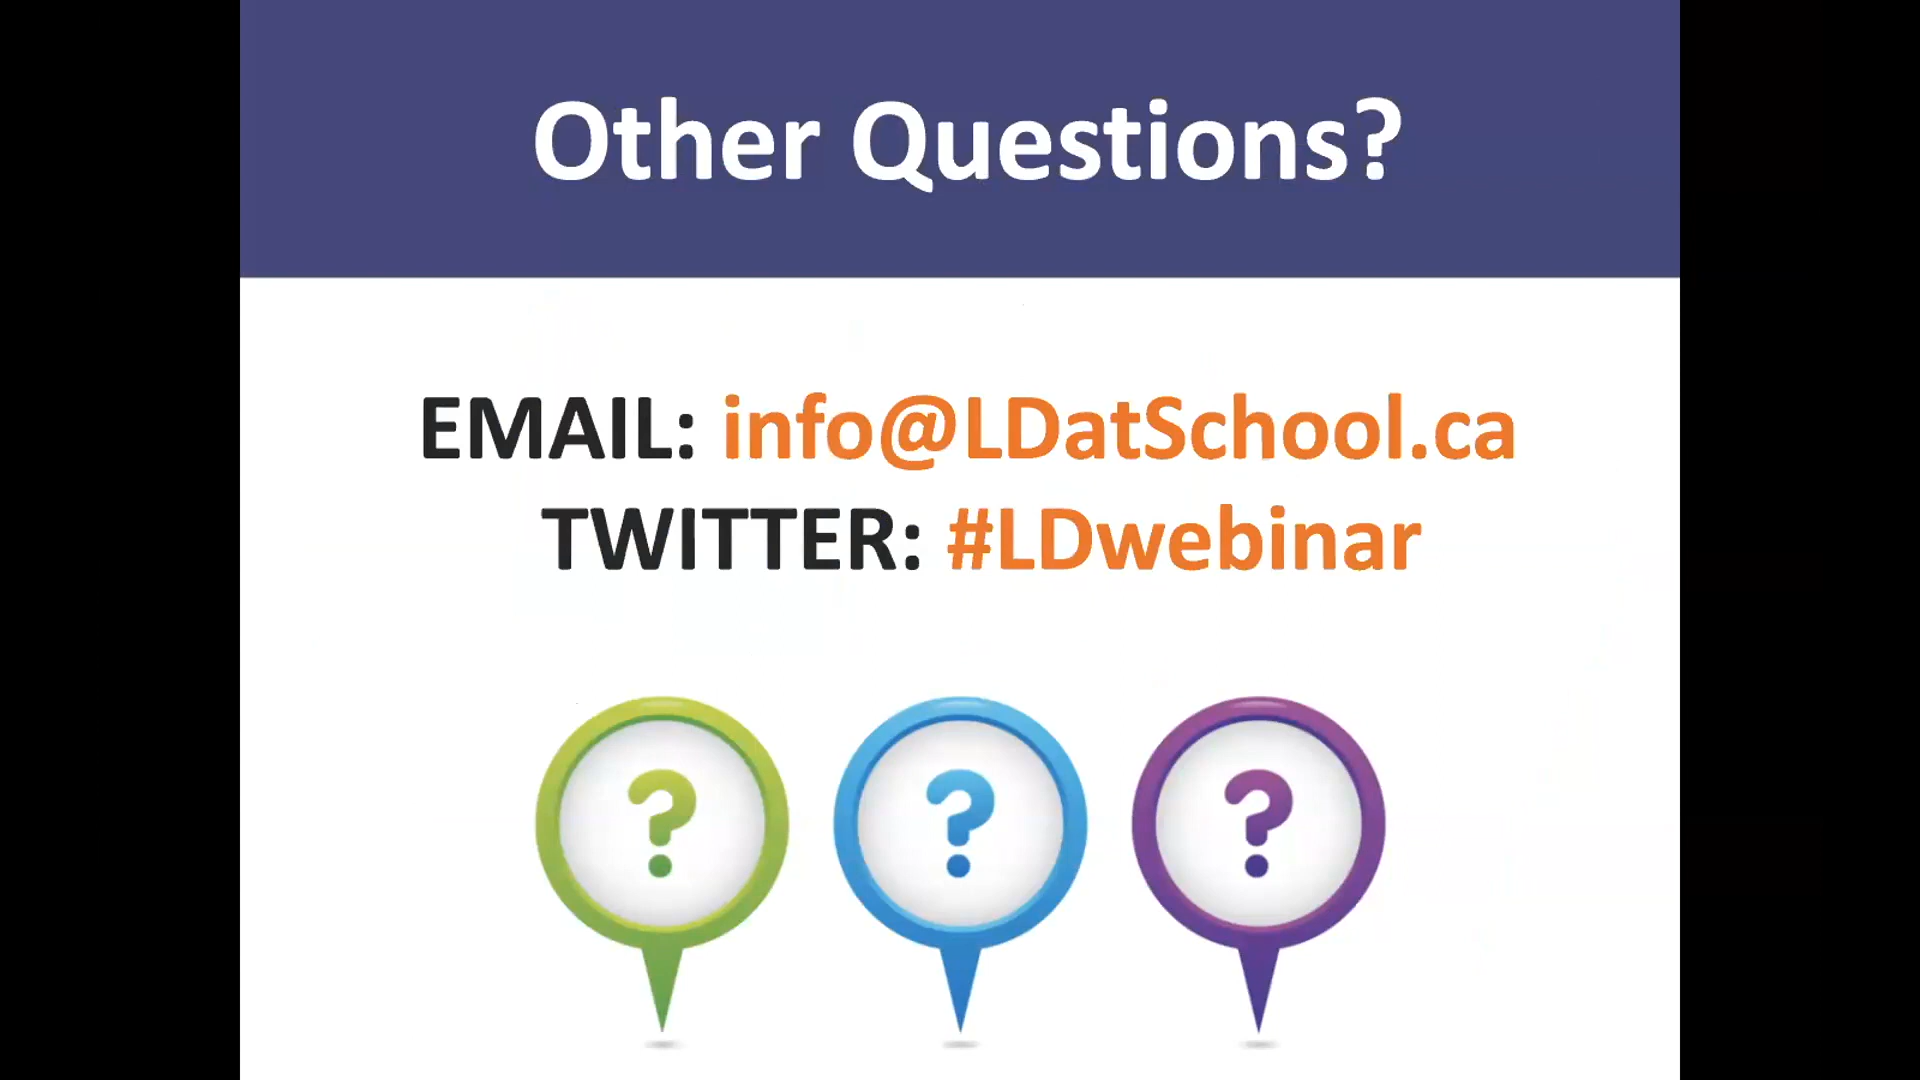 Other Questions?
EMAIL: info@LDatSchool.ca
TWITTER: #LDwebinar
? ? ?